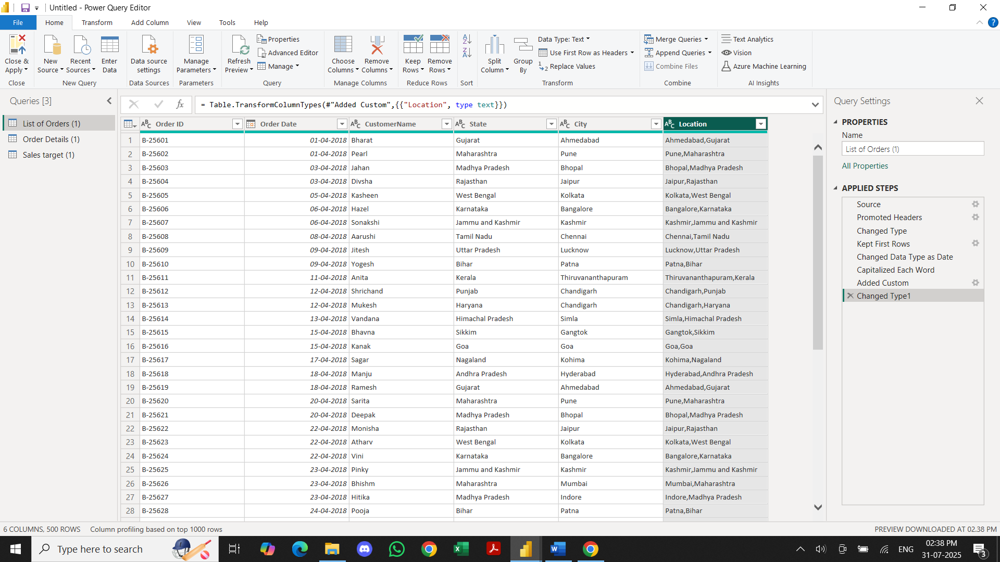 Untitled - Power Query Editor
File Home Transform Add Column View Tools Help
Close & Apply
Close
New Source
Recent Sources
Enter Data
New Query
Data source settings
Data Sources
Manage Parameters
Parameters
Refresh Preview
Properties
Advanced Editor
Manage
Query
Choose Columns
Remove Columns
Manage Columns
Keep Rows
Remove Rows
Reduce Rows
Sort
Split Column
Group By
Data Type: Text
Use First Row as Headers
Replace Values
Transform
Merge Queries
Append Queries
Combine Files
Combine
Text Analytics
Vision
Azure Machine Learning
AI Insights
Queries [3]
List of Orders (1)
Order Details (1)
Sales target (1)
= Table.TransformColumnTypes(#"Added Custom",{{"Location", type text}})
Order ID Order Date CustomerName State City Location
1 B-25601 01-04-2018 Bharat Gujarat Ahmedabad Ahmedabad,Gujarat
2 B-25602 01-04-2018 Pearl Maharashtra Pune Pune,Maharashtra
3 B-25603 03-04-2018 Jahan Madhya Pradesh Bhopal Bhopal,Madhya Pradesh
4 B-25604 03-04-2018 Divsha Rajasthan Jaipur Jaipur,Rajasthan
5 B-25605 05-04-2018 Kasheen West Bengal Kolkata Kolkata,West Bengal
6 B-25606 06-04-2018 Hazel Karnataka Bangalore Bangalore,Karnataka
7 B-25607 06-04-2018 Sonakshi Jammu and Kashmir Kashmir Kashmir,Jammu and Kashmir
8 B-25608 08-04-2018 Aarushi Tamil Nadu Chennai Chennai,Tamil Nadu
9 B-25609 09-04-2018 Jitesh Uttar Pradesh Lucknow Lucknow,Uttar Pradesh
10 B-25610 09-04-2018 Yogesh Bihar Patna Patna,Bihar
11 B-25611 11-04-2018 Anita Kerala Thiruvananthapuram Thiruvananthapuram,Kerala
12 B-25612 12-04-2018 Shrichand Punjab Chandigarh Chandigarh,Punjab
13 B-25613 12-04-2018 Mukesh Haryana Chandigarh Chandigarh,Haryana
14 B-25614 13-04-2018 Vandana Himachal Pradesh Simla Simla,Himachal Pradesh
15 B-25615 15-04-2018 Bhavna Sikkim Gangtok Gangtok,Sikkim
16 B-25616 15-04-2018 Kanak Goa Goa Goa,Goa
17 B-25617 17-04-2018 Sagar Nagaland Kohima Kohima,Nagaland
18 B-25618 18-04-2018 Manju Andhra Pradesh Hyderabad Hyderabad,Andhra Pradesh
19 B-25619 18-04-2018 Ramesh Gujarat Ahmedabad Ahmedabad,Gujarat
20 B-25620 20-04-2018 Sarita Maharashtra Pune Pune,Maharashtra
21 B-25621 20-04-2018 Deepak Madhya Pradesh Bhopal Bhopal,Madhya Pradesh
22 B-25622 22-04-2018 Monisha Rajasthan Jaipur Jaipur,Rajasthan
23 B-25623 22-04-2018 Atharv West Bengal Kolkata Kolkata,West Bengal
24 B-25624 22-04-2018 Vini Karnataka Bangalore Bangalore,Karnataka
25 B-25625 23-04-2018 Pinky Jammu and Kashmir Kashmir Kashmir,Jammu and Kashmir
26 B-25626 23-04-2018 Bhishm Maharashtra Mumbai Mumbai,Maharashtra
27 B-25627 23-04-2018 Hitika Madhya Pradesh Indore Indore,Madhya Pradesh
28 B-25628 24-04-2018 Pooja Bihar Patna Patna,Bihar
Query Settings
PROPERTIES
Name
List of Orders (1)
All Properties
APPLIED STEPS
Source
Promoted Headers
Changed Type
Kept First Rows
Changed Data Type as Date
Capitalized Each Word
Added Custom
Changed Type1
6 COLUMNS, 500 ROWS Column profiling based on top 1000 rows
PREVIEW DOWNLOADED AT 02.38 PM
Type here to search
ENG
02:38 PM
31-07-2025
3